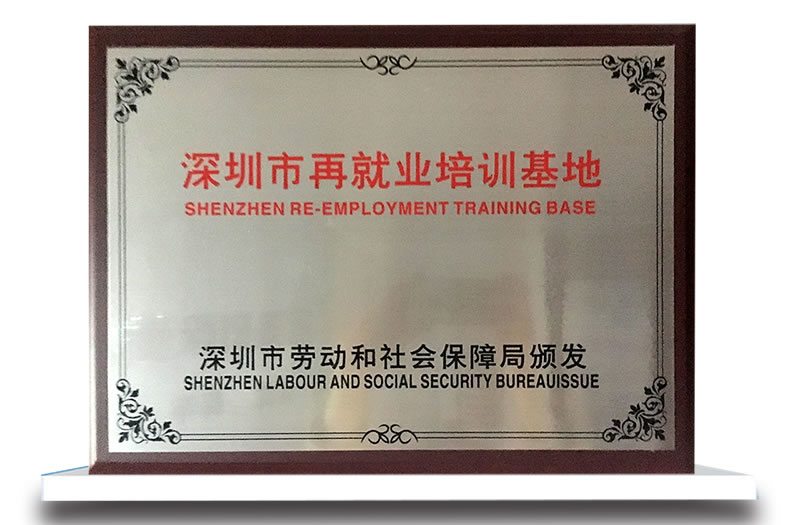 深圳市再就业培训基地
SHENZHEN RE-EMPLOYMENT TRAINING BASE
深圳市劳动和社会保障局颁发
SHENZHEN LABOUR AND SOCIAL SECURITY BUREAUISSUE